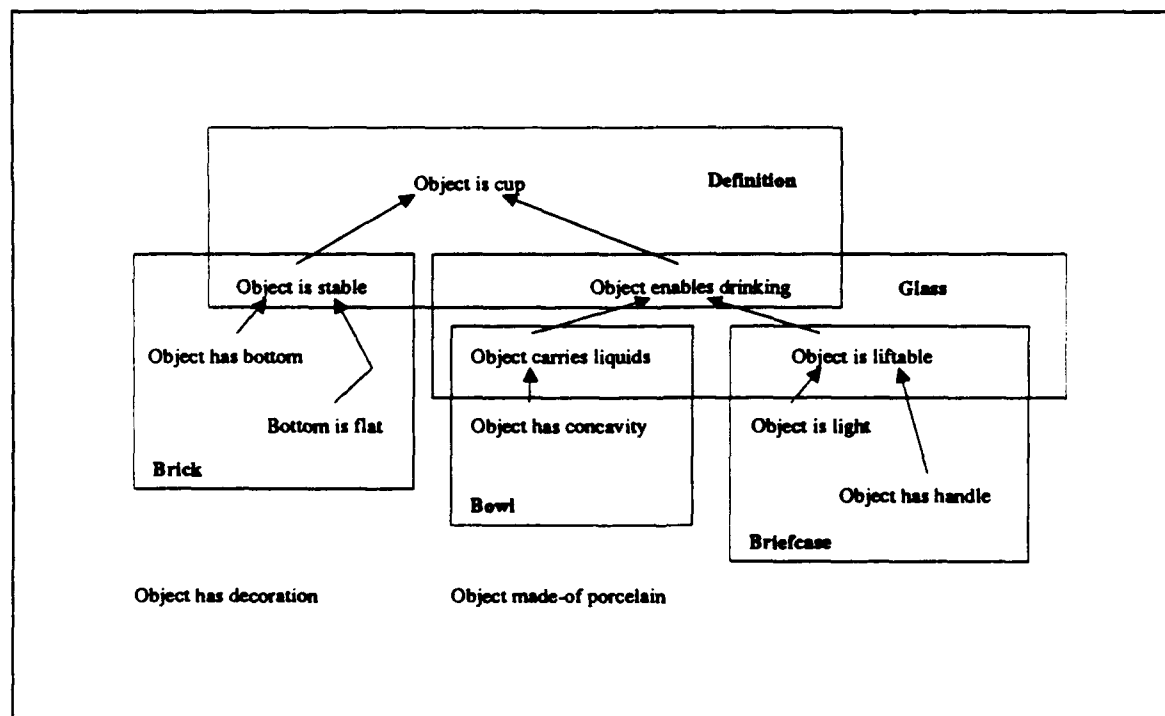 Object is cup
Definition
Object is stable
Object enables drinking
Glass
Object has bottom
Object carries liquids
Object is liftable
Bottom is flat
Object has concavity
Object is light
Brick
Object has handle
Bowl
Briefcase
Object has decoration
Object made-of porcelain